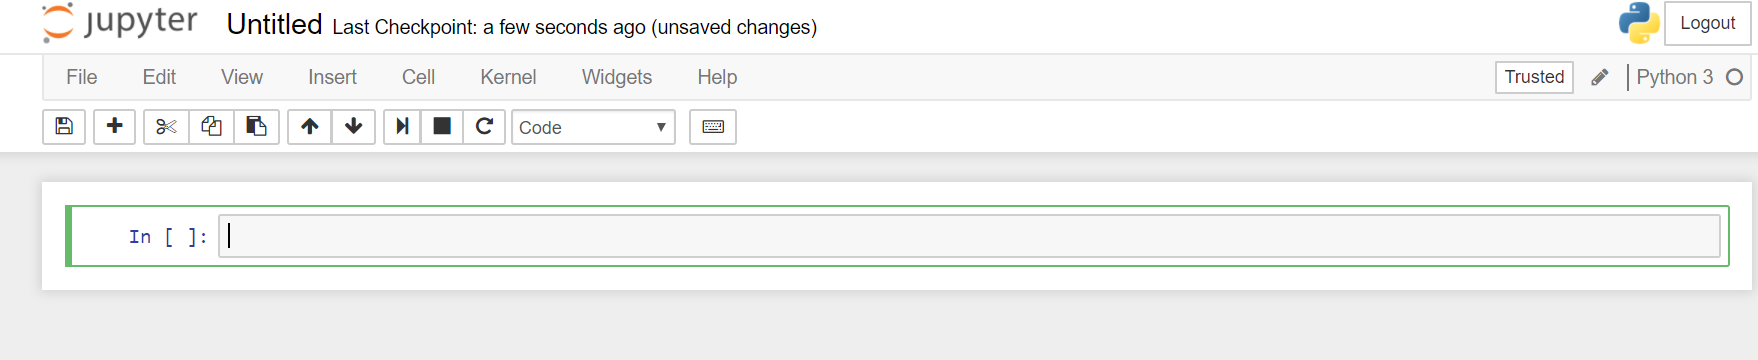 jupyter Untitled Last Checkpoint: a few seconds ago (unsaved changes) Logout
File Edit View Insert Cell Kernel Widgets Help Trusted Python 3
Code
In [ ]: